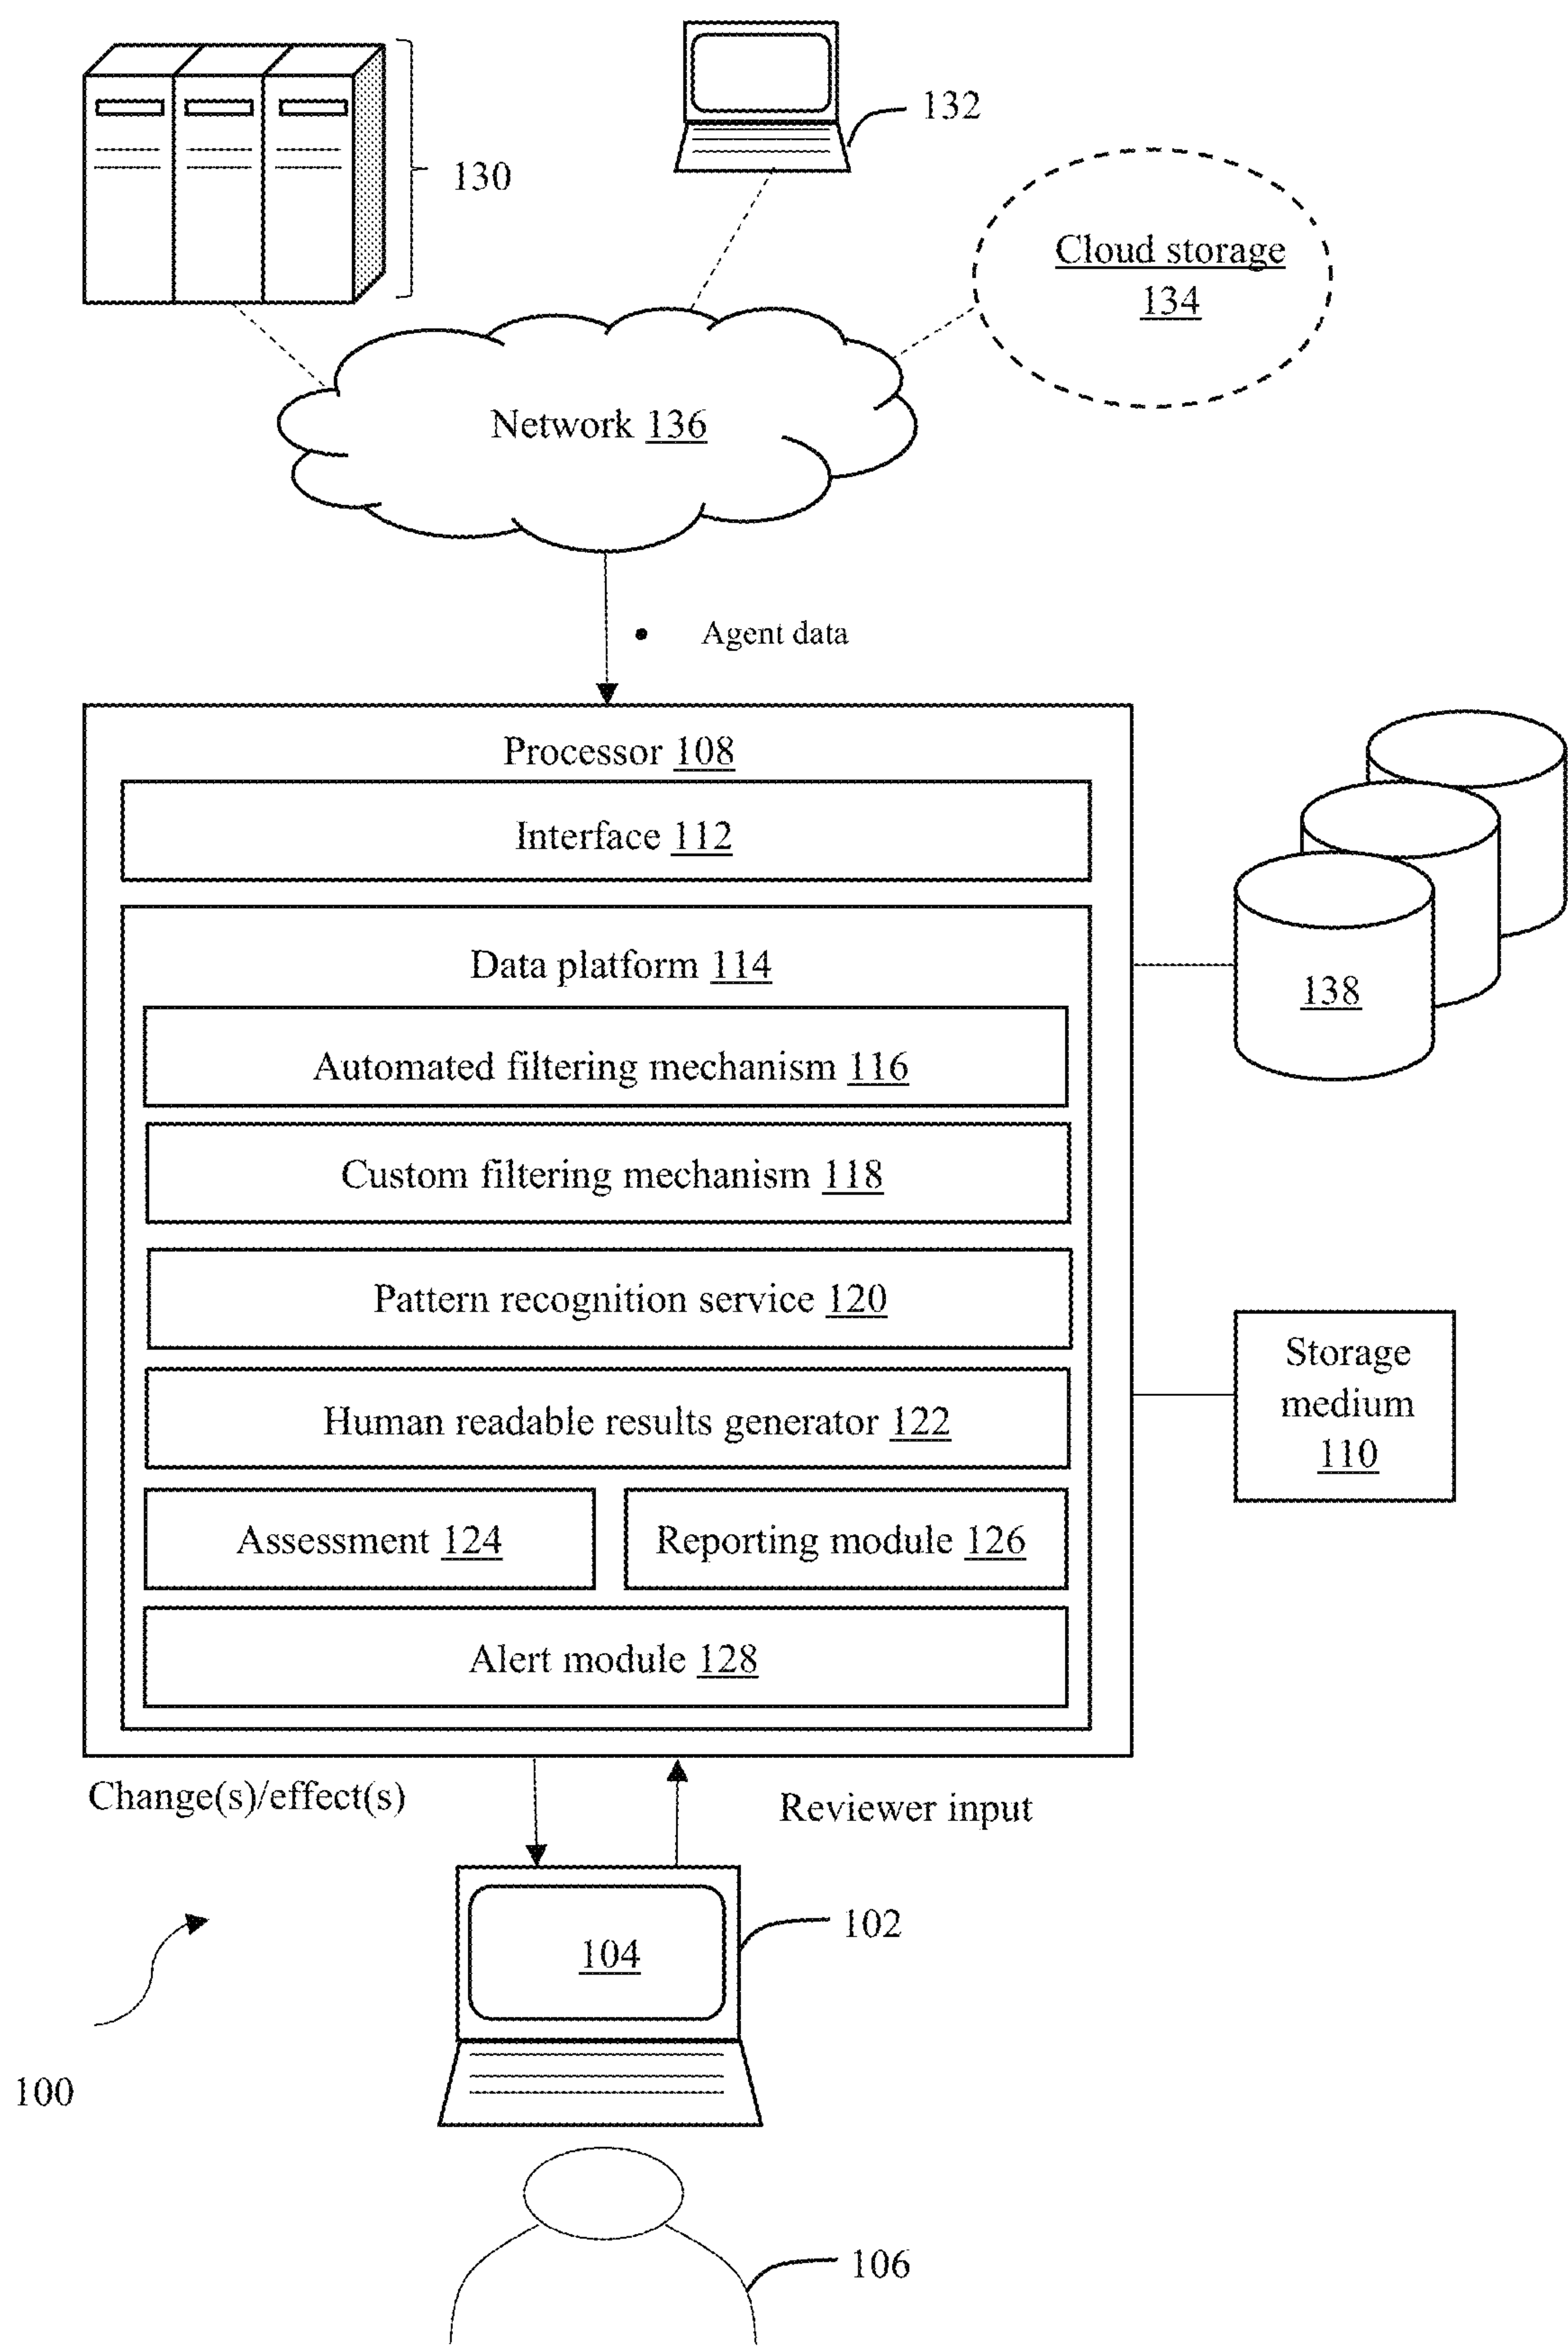 132
130
Cloud storage
134
Network 136
• Agent data
Processor 108
Interface 112
Data platform 114
138
Automated filtering mechanism 116
Custom filtering mechanism 118
Pattern recognition service 120
Storage
medium
110
Human readable results generator 122
Assessment 124
Reporting module 126
Alert module 128
Change(s)/effect(s)
Reviewer input
102
104
100
106